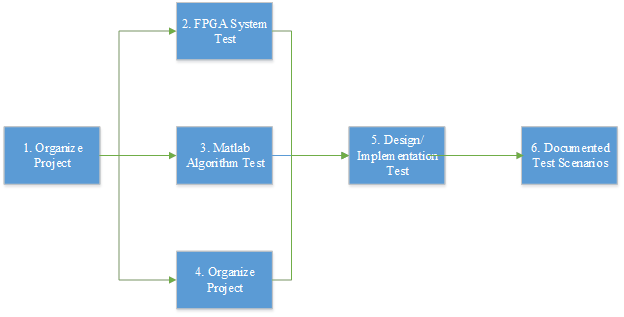 2. FPGA System
Test
1. Organize
Project
3. Matlab
Algorithm Test
5. Design/
Implementation
Test
6. Documented
Test Scenarios
4. Organize
Project